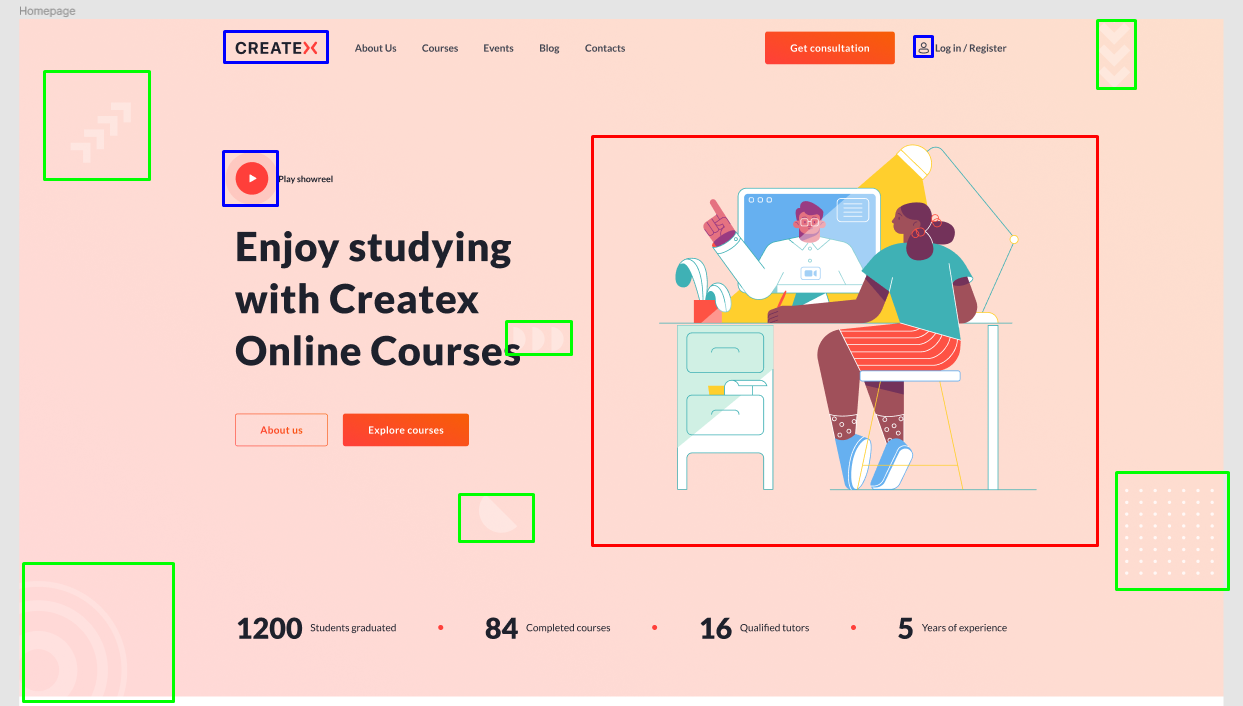 Homepage
CREATEX
About Us
Courses
Events
Blog
Contacts
Get consultation
Log in / Register
Play showreel
Enjoy studying
with Createx
Online Courses
About us
Explore courses
1200 Students graduated
84 Completed courses
16 Qualified tutors
5 Years of experience